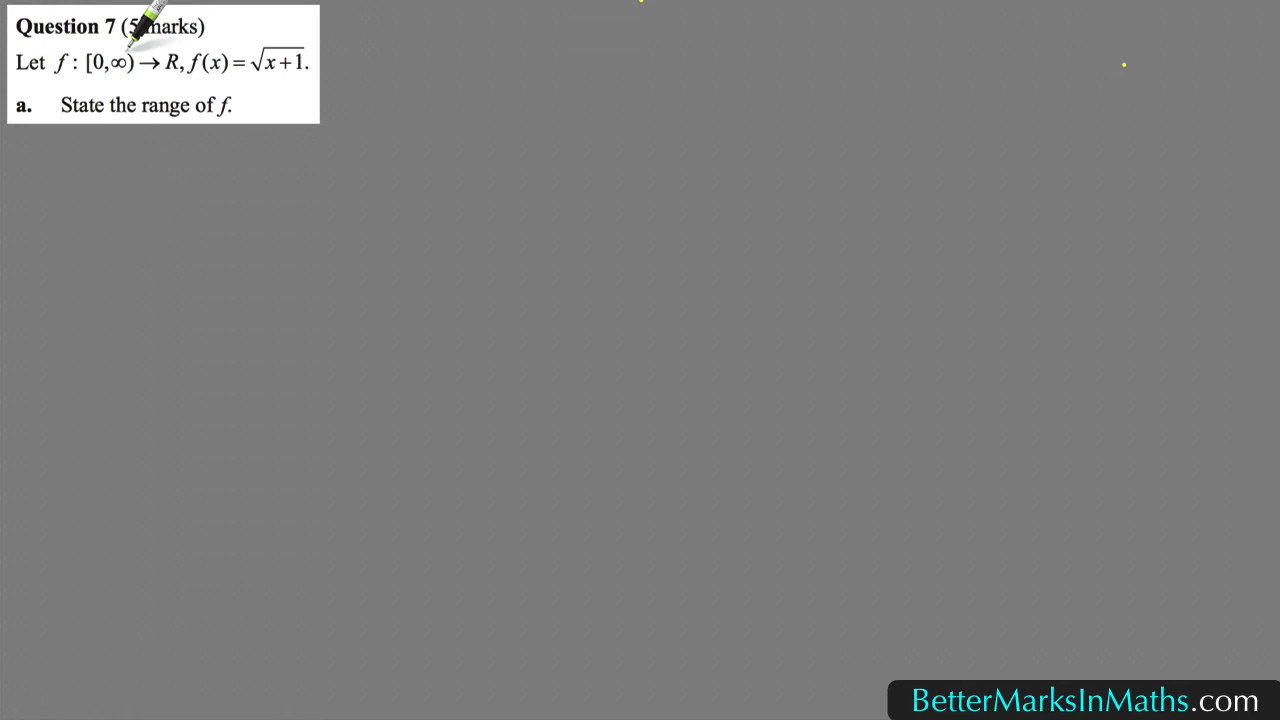 Question 7 (5 marks)
Let f : [0,∞) → R, f(x) = √(x+1).
a. State the range of f.
BetterMarksInMaths.com